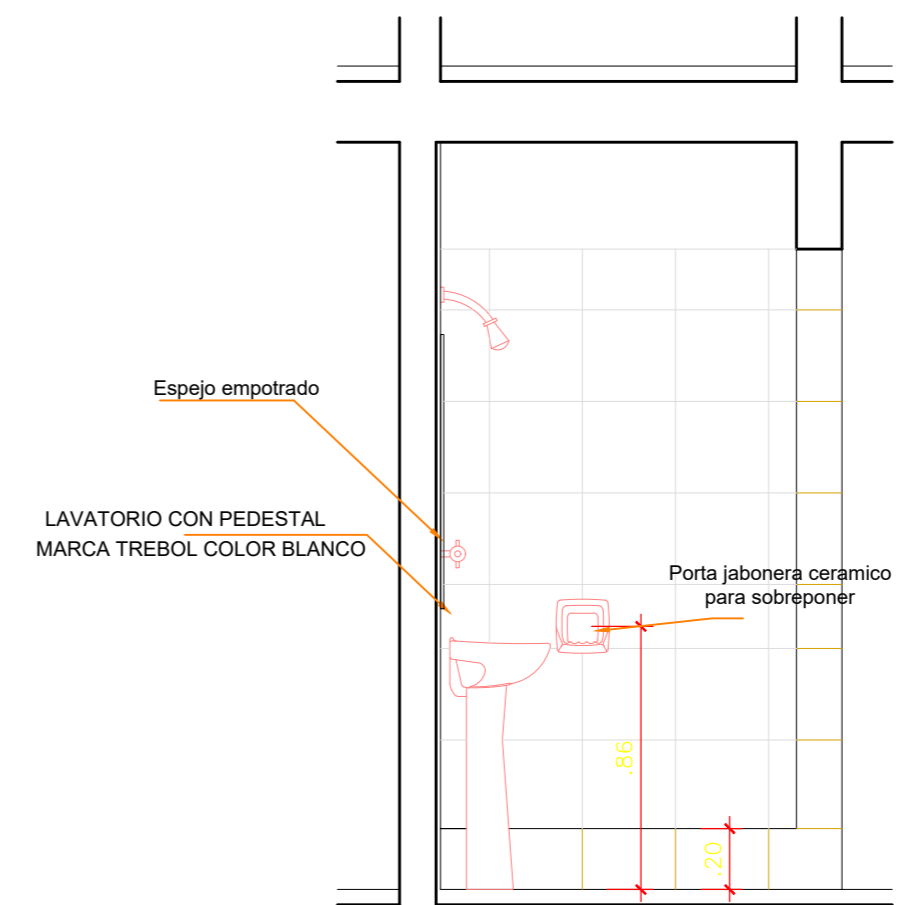 Espejo empotrado
LAVATORIO CON PEDESTAL
MARCA TREBOL COLOR BLANCO
Porta jabonera ceramico
para sobreponer
.86
.20